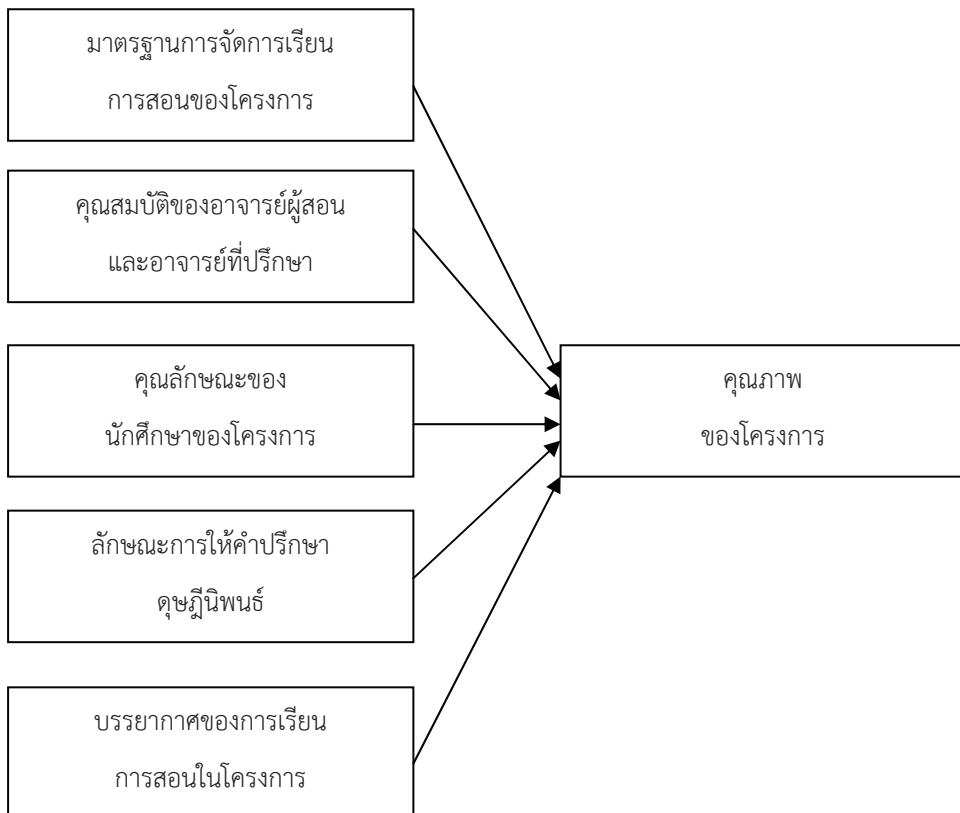 มาตรฐานการจัดการเรียน
การสอนของโครงการ
คุณสมบัติของอาจารย์ผู้สอน
และอาจารย์ที่ปรึกษา
คุณลักษณะของ
นักศึกษาของโครงการ
คุณภาพ
ของโครงการ
ลักษณะการให้คำปรึกษา
ดุษฎีนิพนธ์
บรรยากาศของการเรียน
การสอนในโครงการ